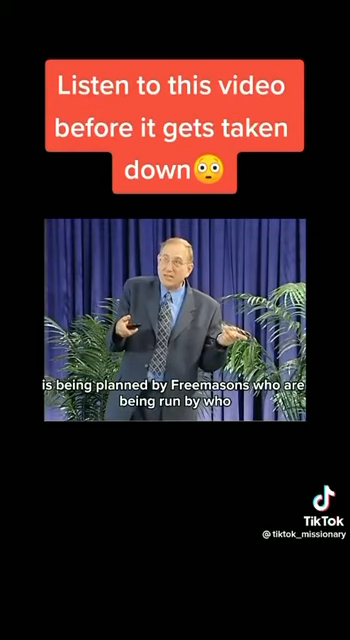 Listen to this video
before it gets taken
down😳
is being planned by Freemasons who are
being run by who
TikTok
@tiktok_missionary